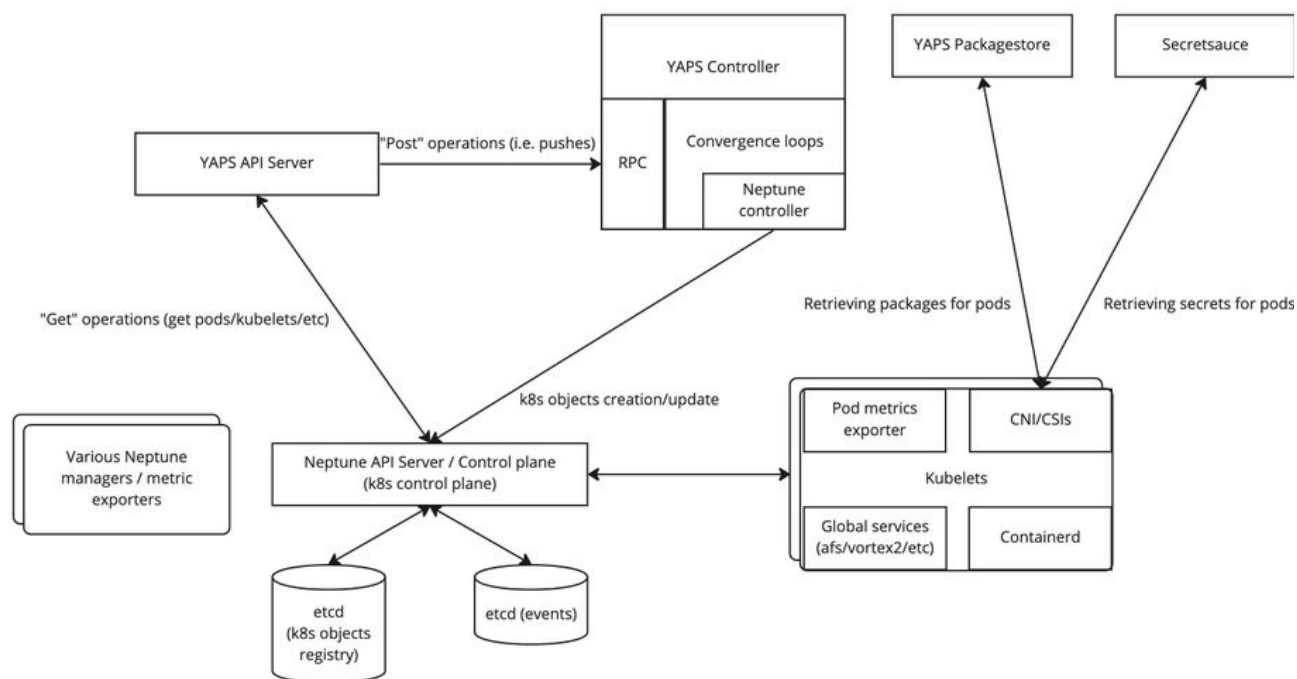 YAPS Controller
YAPS Packagestore
Secretsauce
"Post" operations (i.e. pushes)
YAPS API Server
RPC
Convergence loops
Neptune
controller
"Get" operations (get pods/kubelets/etc)
Retrieving packages for pods
Retrieving secrets for pods
k8s objects creation/update
Various Neptune
managers / metric
exporters
Neptune API Server / Control plane
(k8s control plane)
Pod metrics
exporter
CNI/CSIs
Kubelets
Global services
(afs/vortex2/etc)
Containerd
etcd
(k8s objects
registry)
etcd (events)